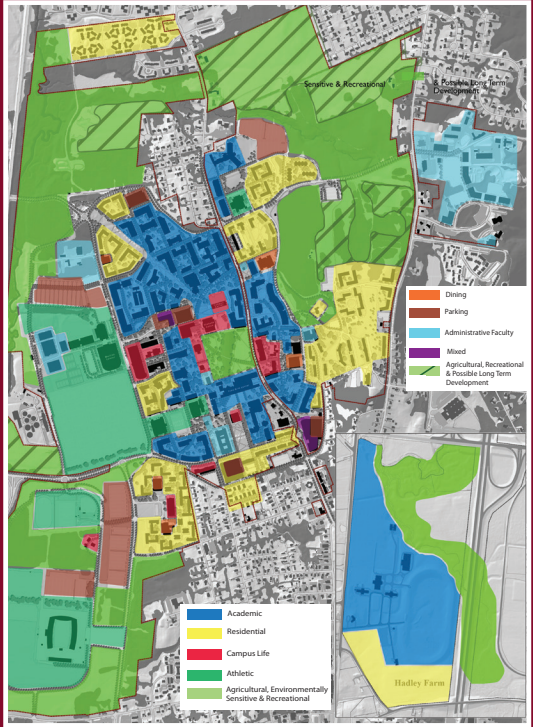 Sensitive & Recreational
& Possible Long Term
Development
Dining
Parking
Administrative Faculty
Mixed
Agricultural, Recreational
& Possible Long Term
Development
Academic
Residential
Campus Life
Athletic
Agricultural, Environmentally
Sensitive & Recreational
Hadley Farm